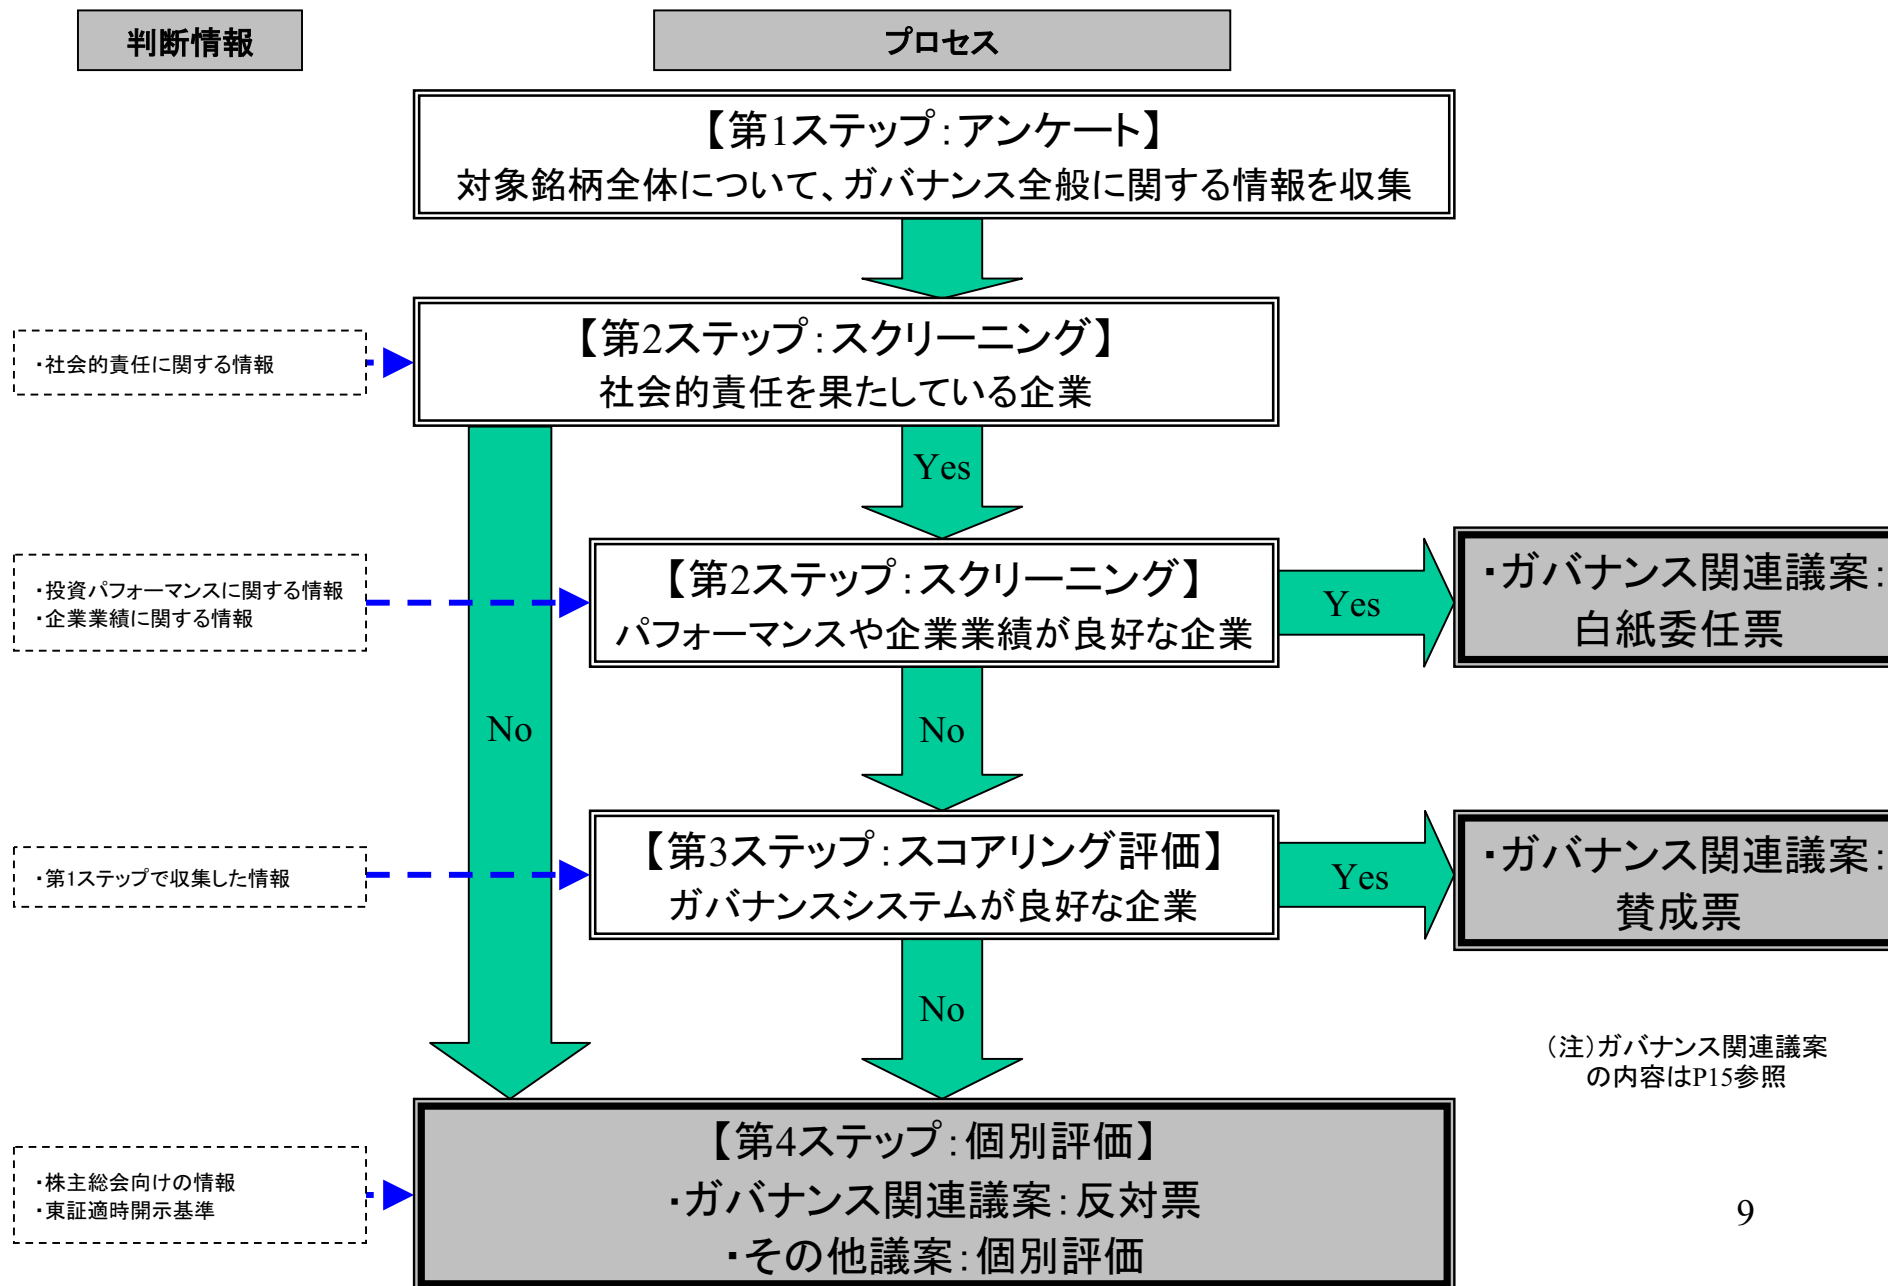 判断情報
プロセス
【第1ステップ：アンケート】
対象銘柄全体について、ガバナンス全般に関する情報を収集
・社会的責任に関する情報
【第2ステップ：スクリーニング】
社会的責任を果たしている企業
Yes
・投資パフォーマンスに関する情報
・企業業績に関する情報
【第2ステップ：スクリーニング】
パフォーマンスや企業業績が良好な企業
Yes
・ガバナンス関連議案：
白紙委任票
No
No
・第1ステップで収集した情報
【第3ステップ：スコアリング評価】
ガバナンスシステムが良好な企業
Yes
・ガバナンス関連議案：
賛成票
No
（注）ガバナンス関連議案
の内容はP15参照
・株主総会向けの情報
・東証適時開示基準
【第4ステップ：個別評価】
・ガバナンス関連議案：反対票
・その他議案：個別評価
9